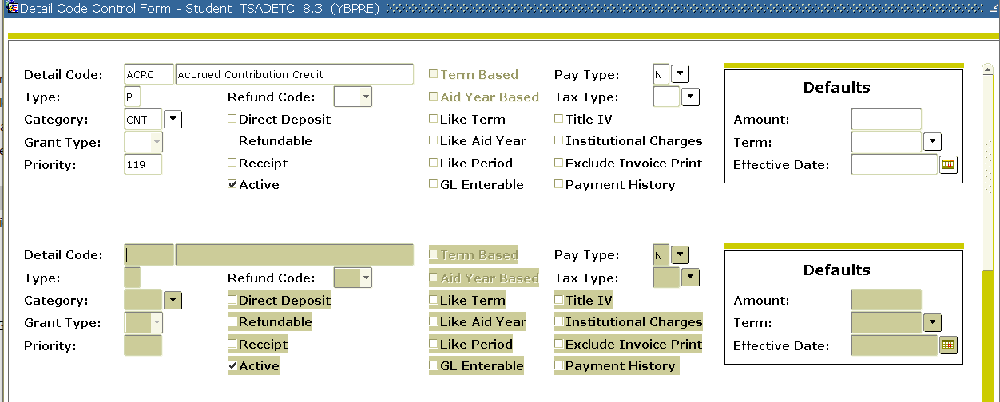 Detail Code Control Form - Student TSADETC 8.3 (YBPRE)
Detail Code: ACRC Accrued Contribution Credit Term Based Pay Type: N
Defaults
Type: P Refund Code: Aid Year Based Tax Type:
Category: CNT Direct Deposit Like Term Title IV Amount:
Grant Type: Refundable Like Aid Year Institutional Charges Term:
Priority: 119 Receipt Like Period Exclude Invoice Print Effective Date:
Active GL Enterable Payment History
Detail Code: Term Based Pay Type: N
Defaults
Type: Refund Code: Aid Year Based Tax Type:
Category: Direct Deposit Like Term Title IV Amount:
Grant Type: Refundable Like Aid Year Institutional Charges Term:
Priority: Receipt Like Period Exclude Invoice Print Effective Date:
Active GL Enterable Payment History